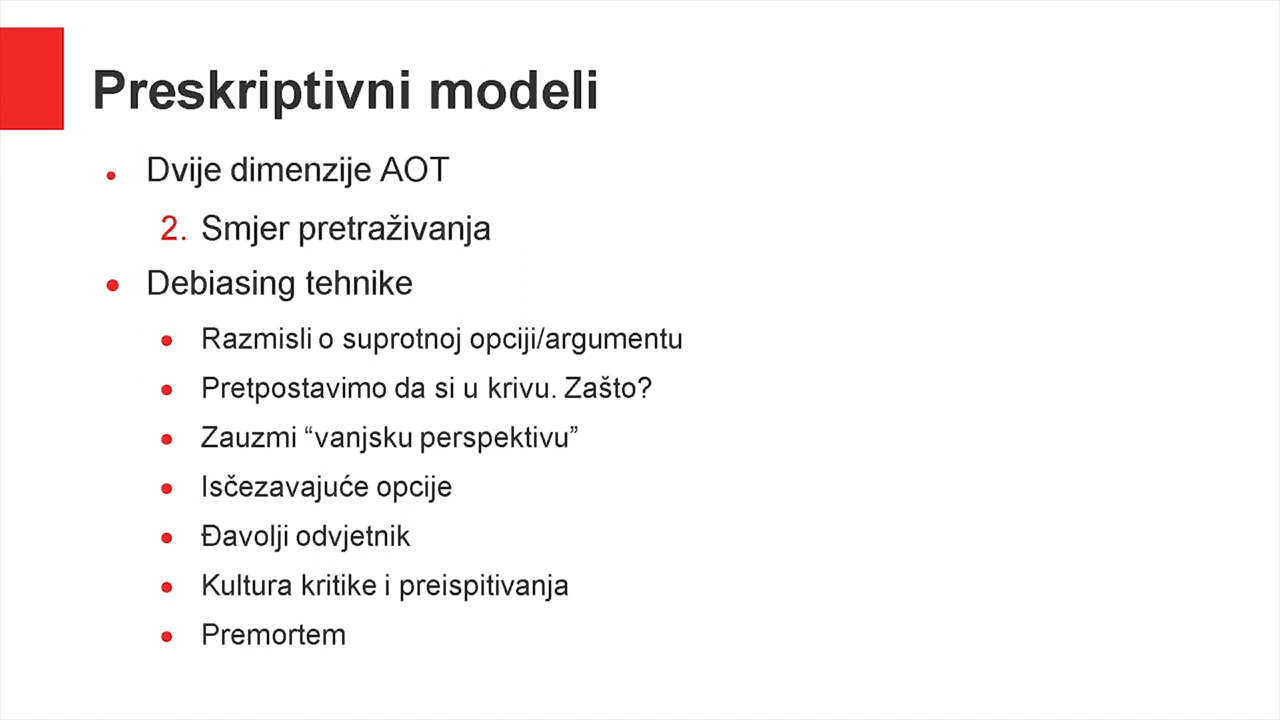 Preskriptivni modeli
Dvije dimenzije AOT
2. Smjer pretraživanja
Debiasing tehnike
Razmisli o suprotnoj opciji/argumentu
Pretpostavimo da si u krivu. Zašto?
Zauzmi “vanjsku perspektivu”
Isčezavajuće opcije
Đavolji odvjetnik
Kultura kritike i preispitivanja
Premortem